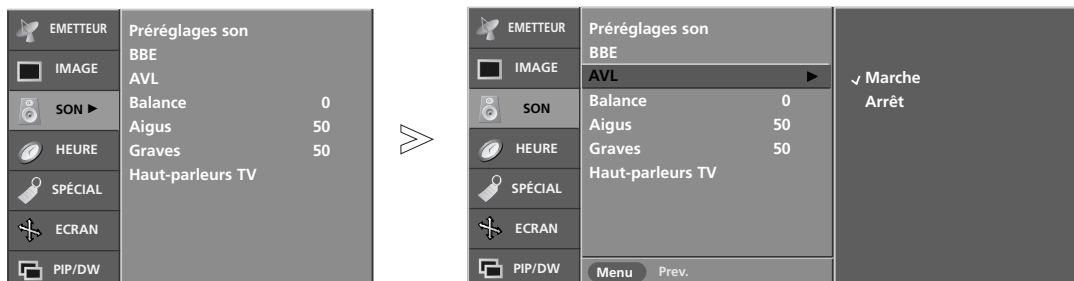 EMETTEUR
IMAGE
SON ►
HEURE
SPÉCIAL
ECRAN
PIP/DW
Préréglages son
BBE
AVL
Balance 0
Aigus 50
Graves 50
Haut-parleurs TV
EMETTEUR
IMAGE
SON
HEURE
SPÉCIAL
ECRAN
PIP/DW
Préréglages son
BBE
AVL ►
Balance 0
Aigus 50
Graves 50
Haut-parleurs TV
Menu Prev.
✓ Marche
Arrêt